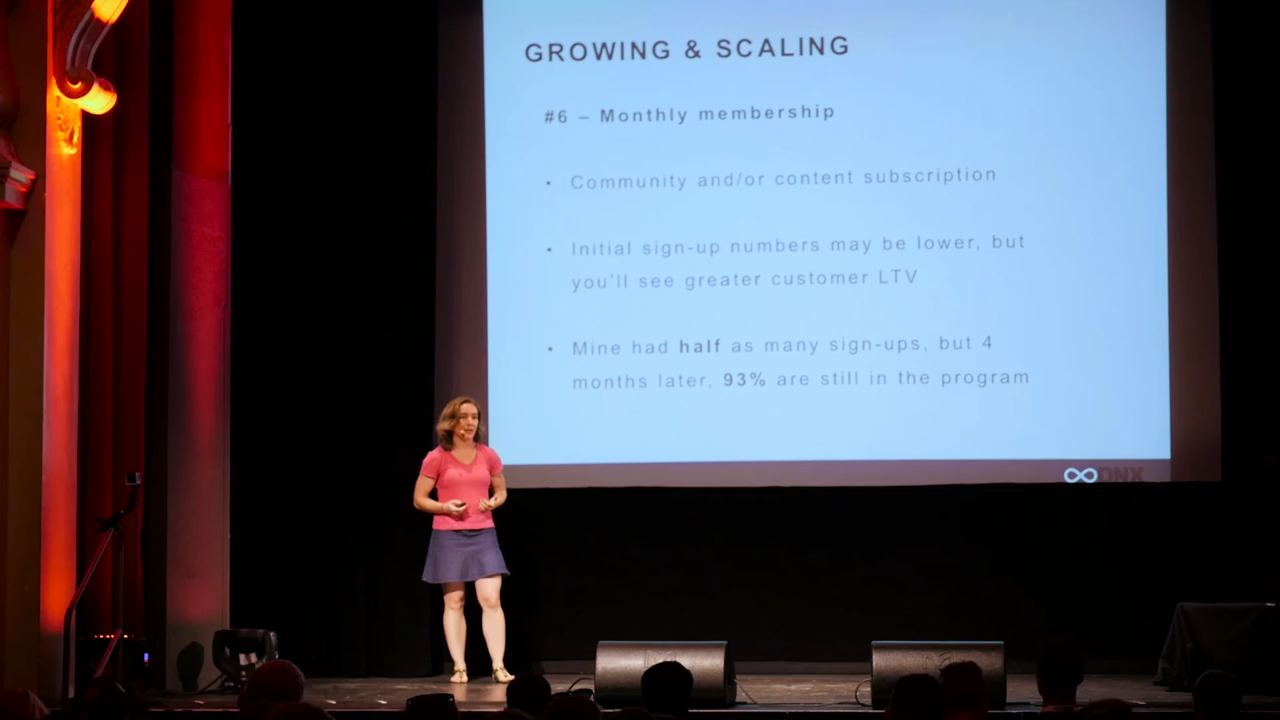 GROWING & SCALING
#6 – Monthly membership
• Community and/or content subscription
• Initial sign-up numbers may be lower, but
you'll see greater customer LTV
• Mine had half as many sign-ups, but 4
months later, 93% are still in the program
DNX